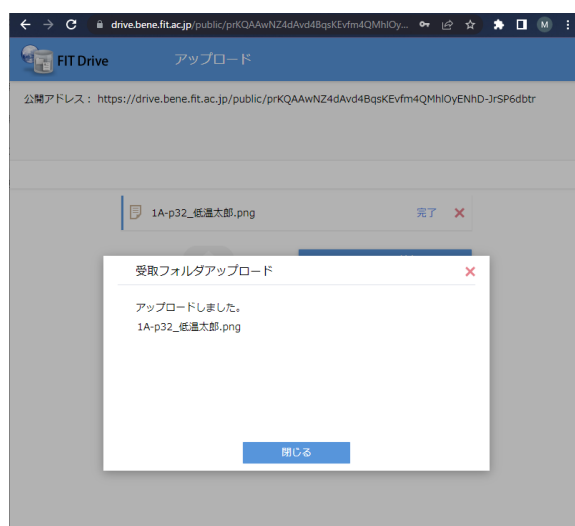 drive.bene.fit.ac.jp/public/prKQAAwNZ4dAvd4BqsKEvfm4QMhlOy...
M
FIT Drive
アップロード
公開アドレス： https://drive.bene.fit.ac.jp/public/prKQAAwNZ4dAvd4BqsKEvfm4QMhlOyENhD-JrSP6dbtr
1A-p32_低温太郎.png
完了
受取フォルダアップロード
アップロードしました。
1A-p32_低温太郎.png
閉じる